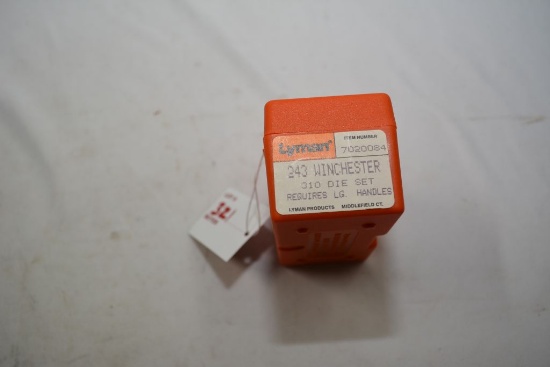 Lyman
ITEM NUMBER
7020084
243 WINCHESTER
310 DIE SET
REQUIRES LG. HANDLES
LYMAN PRODUCTS MIDDLEFIELD CT.